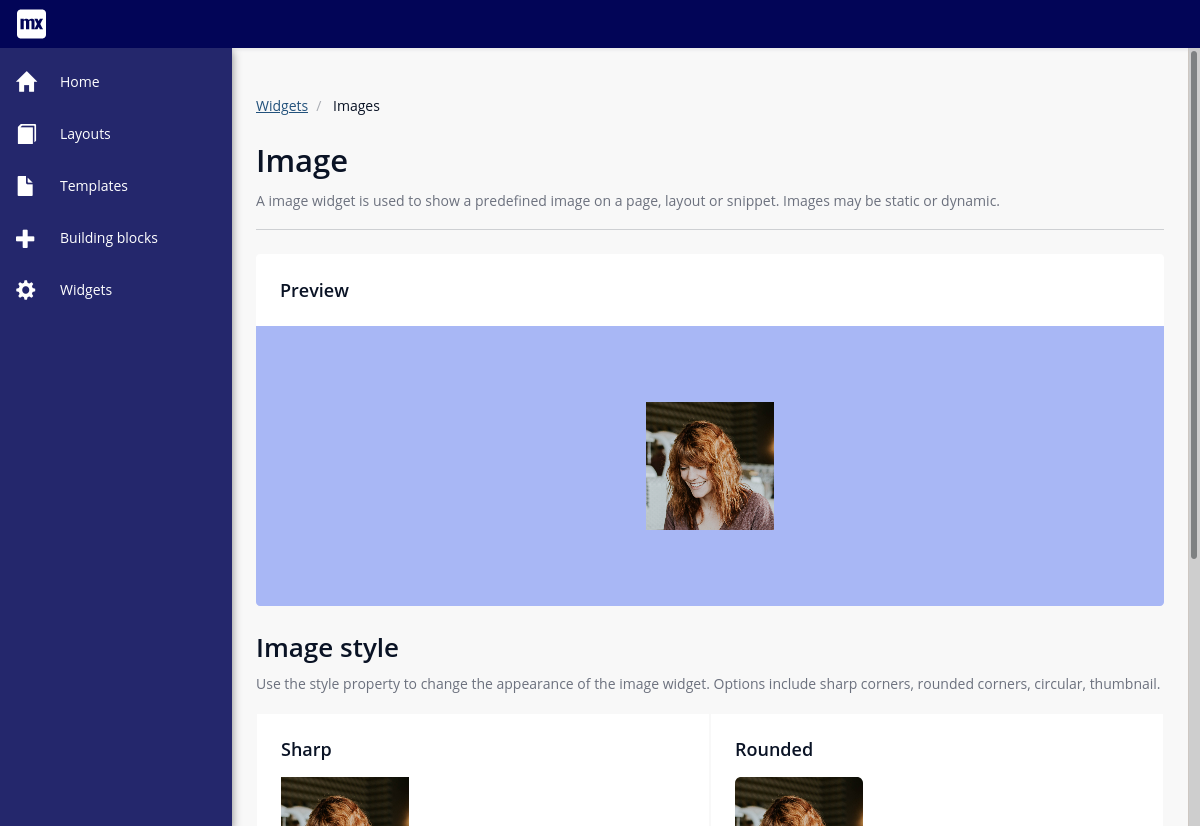 mx
Home
Layouts
Templates
Building blocks
Widgets
Widgets / Images
Image
A image widget is used to show a predefined image on a page, layout or snippet. Images may be static or dynamic.
Preview
Image style
Use the style property to change the appearance of the image widget. Options include sharp corners, rounded corners, circular, thumbnail.
Sharp
Rounded